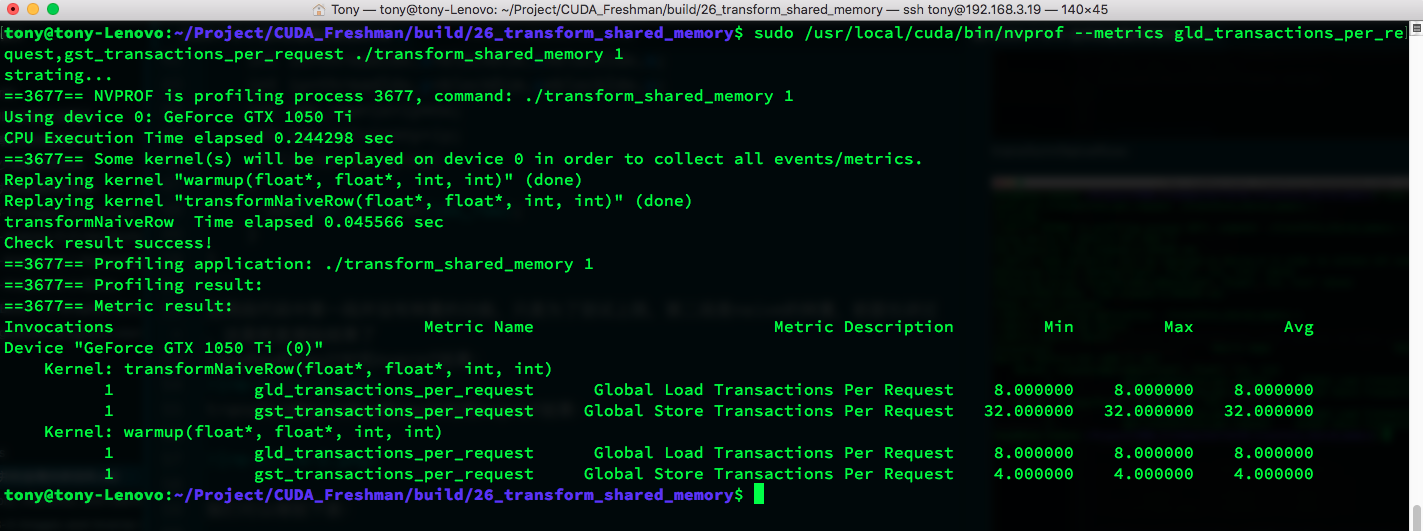 Tony — tony@tony-Lenovo: ~/Project/CUDA_Freshman/build/26_transform_shared_memory — ssh tony@192.168.3.19 — 140×45
tony@tony-Lenovo:~/Project/CUDA_Freshman/build/26_transform_shared_memory$ sudo /usr/local/cuda/bin/nvprof --metrics gld_transactions_per_re
quest,gst_transactions_per_request ./transform_shared_memory 1
strating...
==3677== NVPROF is profiling process 3677, command: ./transform_shared_memory 1
Using device 0: GeForce GTX 1050 Ti
CPU Execution Time elapsed 0.244298 sec
==3677== Some kernel(s) will be replayed on device 0 in order to collect all events/metrics.
Replaying kernel "warmup(float*, float*, int, int)" (done)
Replaying kernel "transformNaiveRow(float*, float*, int, int)" (done)
transformNaiveRow  Time elapsed 0.045566 sec
Check result success!
==3677== Profiling application: ./transform_shared_memory 1
==3677== Profiling result:
==3677== Metric result:
Invocations Metric Name Metric Description Min Max Avg
Device "GeForce GTX 1050 Ti (0)"
Kernel: transformNaiveRow(float*, float*, int, int)
1 gld_transactions_per_request Global Load Transactions Per Request 8.000000 8.000000 8.000000
1 gst_transactions_per_request Global Store Transactions Per Request 32.000000 32.000000 32.000000
Kernel: warmup(float*, float*, int, int)
1 gld_transactions_per_request Global Load Transactions Per Request 8.000000 8.000000 8.000000
1 gst_transactions_per_request Global Store Transactions Per Request 4.000000 4.000000 4.000000
tony@tony-Lenovo:~/Project/CUDA_Freshman/build/26_transform_shared_memory$